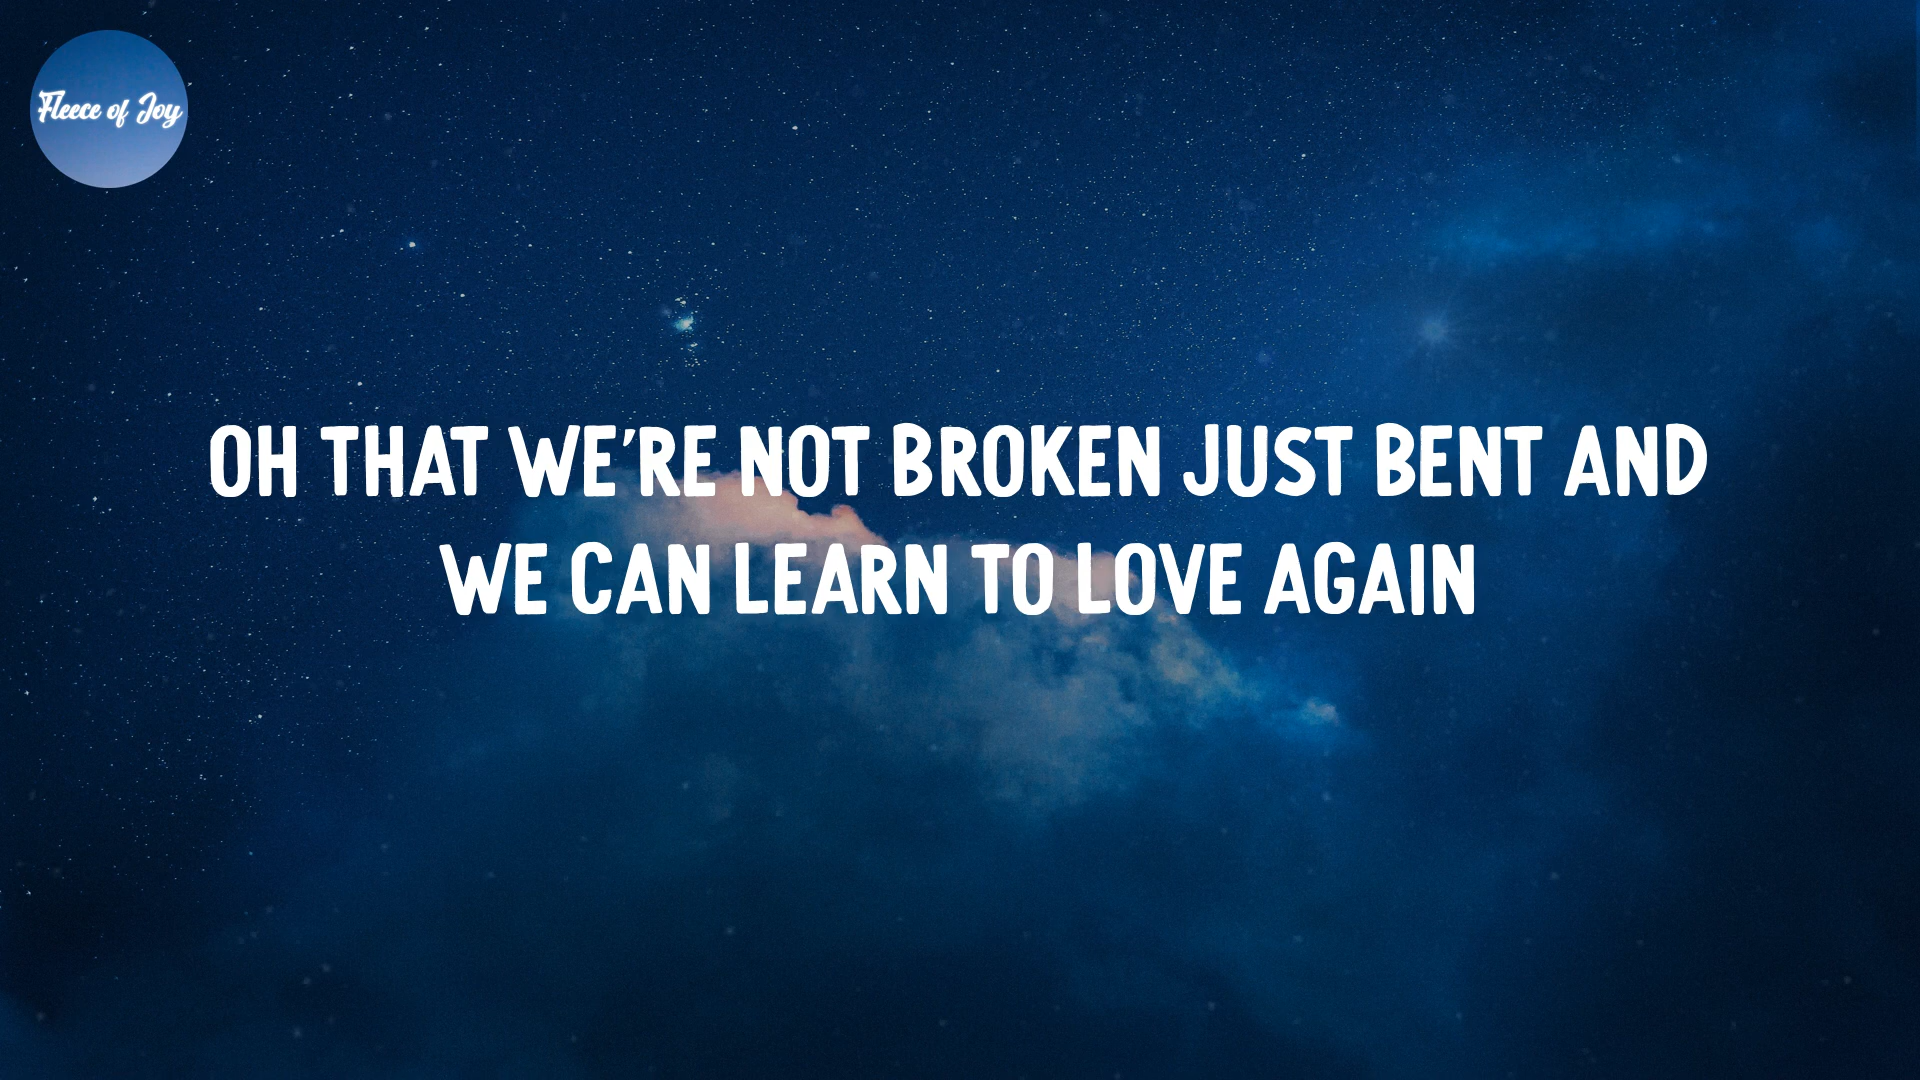 Fleece of Joy
OH THAT WE'RE NOT BROKEN JUST BENT AND
WE CAN LEARN TO LOVE AGAIN